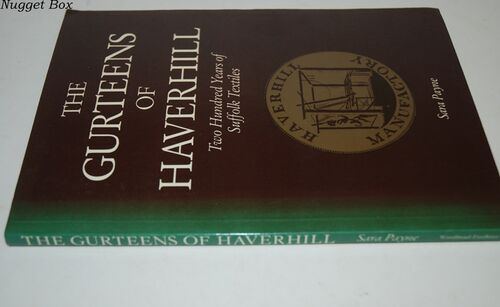 Nugget Box
THE
GURTEENS
OF
HAVERHILL
Two Hundred Years of
Suffolk Textiles
HAVERHILL
MANUFACTORY
Sara Payne
THE GURTEENS OF HAVERHILL Sara Payne